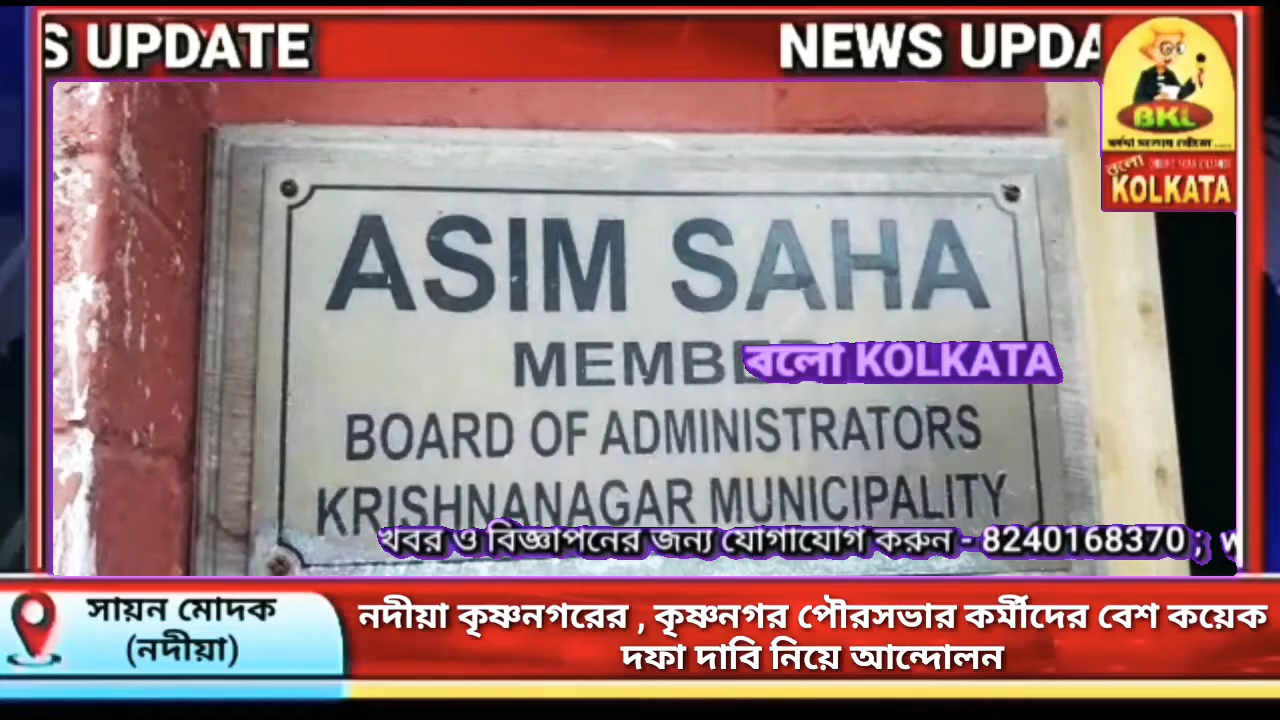 S UPDATE
NEWS UPDA
BKL
বলো
KOLKATA
ASIM SAHA
MEMBE
বলো KOLKATA
BOARD OF ADMINISTRATORS
KRISHNANAGAR MUNICIPALITY
খবর ও বিজ্ঞাপনের জন্য যোগাযোগ করুন - 8240168370 ; w
সায়ন মোদক
(নদীয়া)
নদীয়া কৃষ্ণনগরের , কৃষ্ণনগর পৌরসভার কর্মীদের বেশ কয়েক
দফা দাবি নিয়ে আন্দোলন